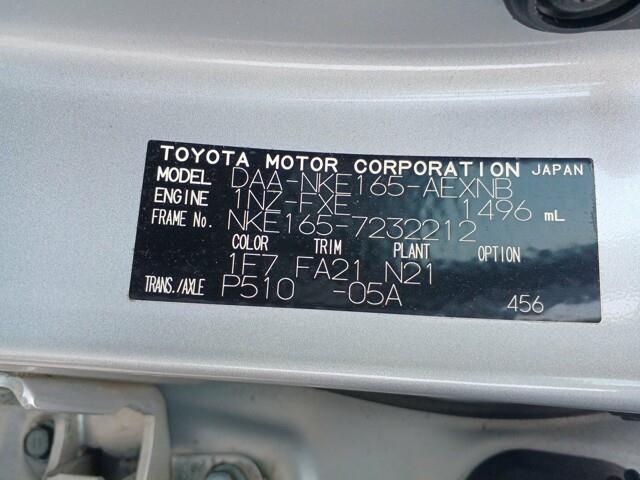 TOYOTA MOTOR CORPORATION JAPAN
MODEL DAA-NKE165-AEXNB
ENGINE 1NZ-FXE 1496 mL
FRAME No. NKE165-7232212
COLOR TRIM PLANT OPTION
1F7 FA21 N21
TRANS./AXLE P510 -05A
456